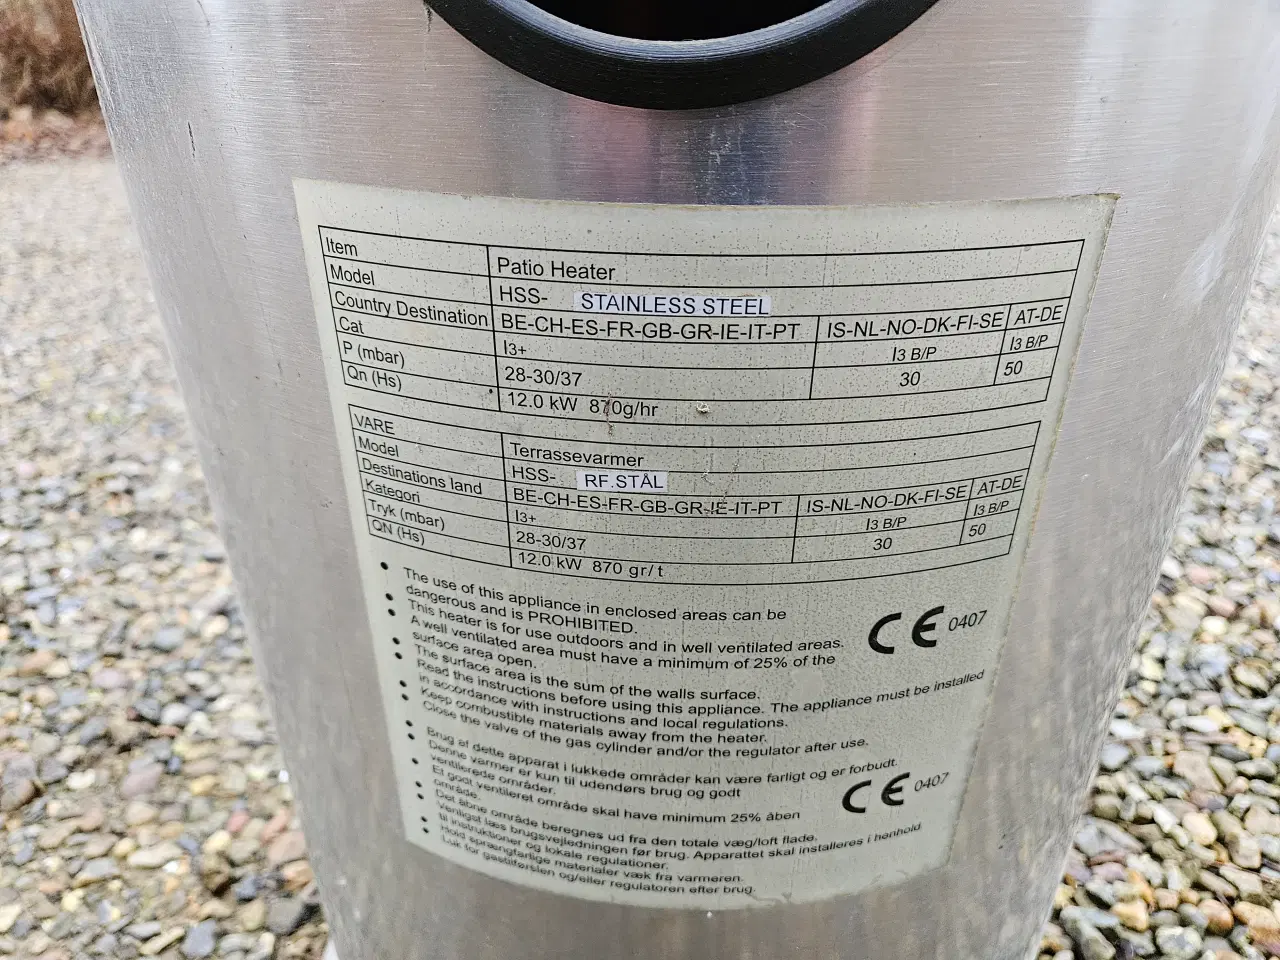 Item Patio Heater
Model HSS- STAINLESS STEEL
Country Destination BE-CH-ES-FR-GB-GR-IE-IT-PT IS-NL-NO-DK-FI-SE AT-DE
Cat I3+ I3 B/P I3 B/P
P (mbar) 28-30/37 30 50
Qn (Hs) 12.0 kW 870g/hr
VARE Terrassevarmer
Model HSS- RF.STÅL
Destinations land BE-CH-ES-FR-GB-GR-IE-IT-PT IS-NL-NO-DK-FI-SE AT-DE
Kategori I3+ I3 B/P I3 B/P
Tryk (mbar) 28-30/37 30 50
QN (Hs) 12.0 kW 870 gr/t
• The use of this appliance in enclosed areas can be
dangerous and is PROHIBITED.
• This heater is for use outdoors and in well ventilated areas.
• A well ventilated area must have a minimum of 25% of the
surface area open.
• The surface area is the sum of the walls surface.
• Read the instructions before using this appliance. The appliance must be installed
in accordance with instructions and local regulations.
• Keep combustible materials away from the heater.
• Close the valve of the gas cylinder and/or the regulator after use.
CE 0407
• Brug af dette apparat i lukkede områder kan være farligt og er forbudt.
• Denne varmer er kun til udendørs brug og godt
ventilerede områder.
• Et godt ventileret område skal have minimum 25% åben
område.
• Det åbne område beregnes ud fra den totale væg/loft flade.
• Venligst læs brugsvejledningen før brug. Apparattet skal installeres i henhold
til instruktioner og lokale regulationer.
• Hold sprængfarlige materialer væk fra varmeren.
• Luk for gastilførslen og/eller regulatoren efter brug.
CE 0407